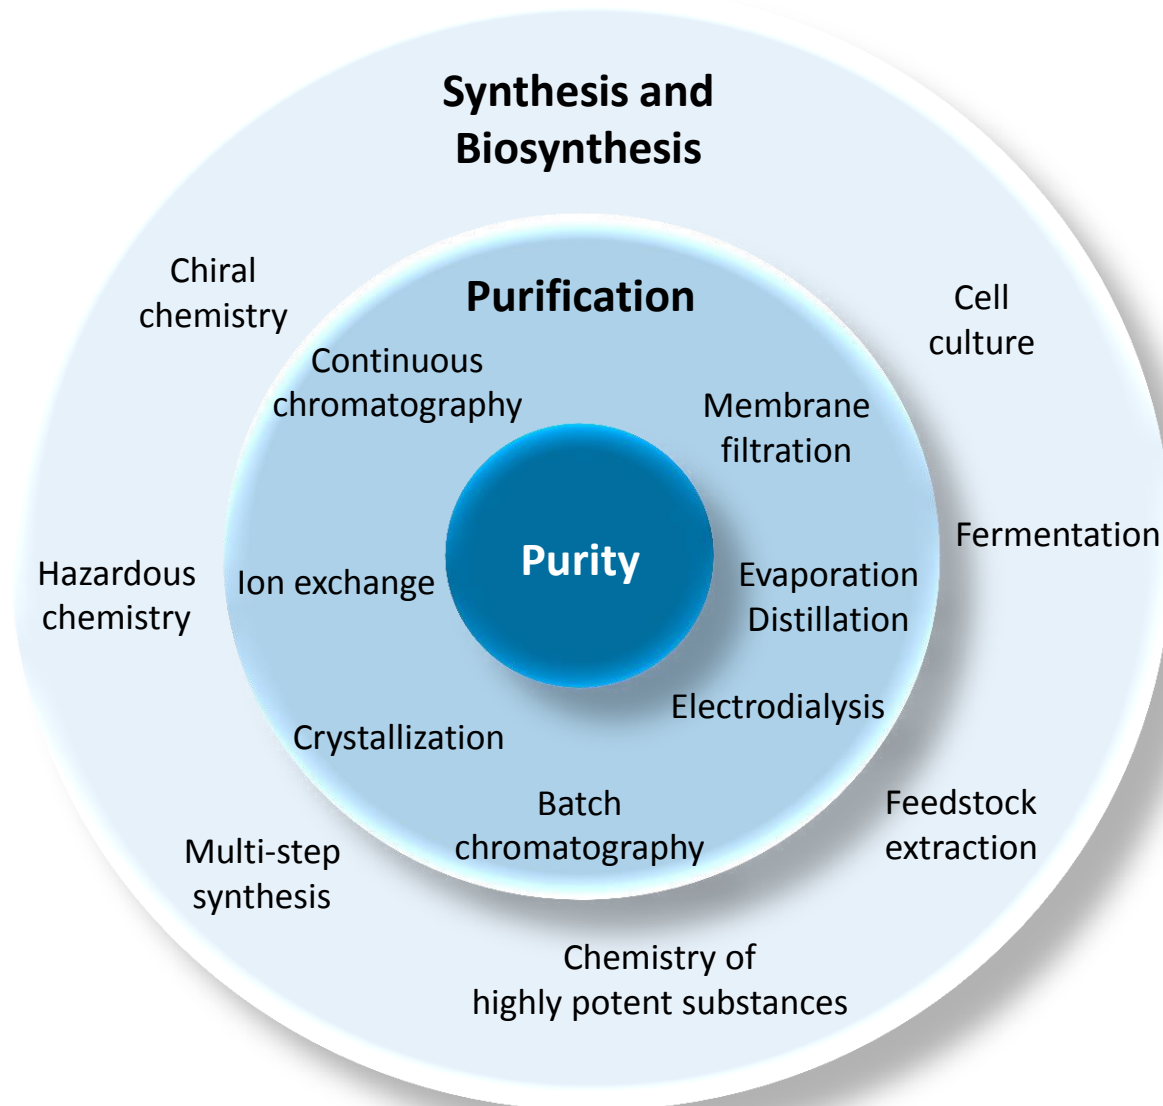 Synthesis and
Biosynthesis
Chiral
chemistry
Purification
Cell
culture
Continuous
chromatography
Membrane
filtration
Purity
Fermentation
Hazardous
chemistry
Ion exchange
Evaporation
Distillation
Electrodialysis
Crystallization
Batch
chromatography
Feedstock
extraction
Multi-step
synthesis
Chemistry of
highly potent substances